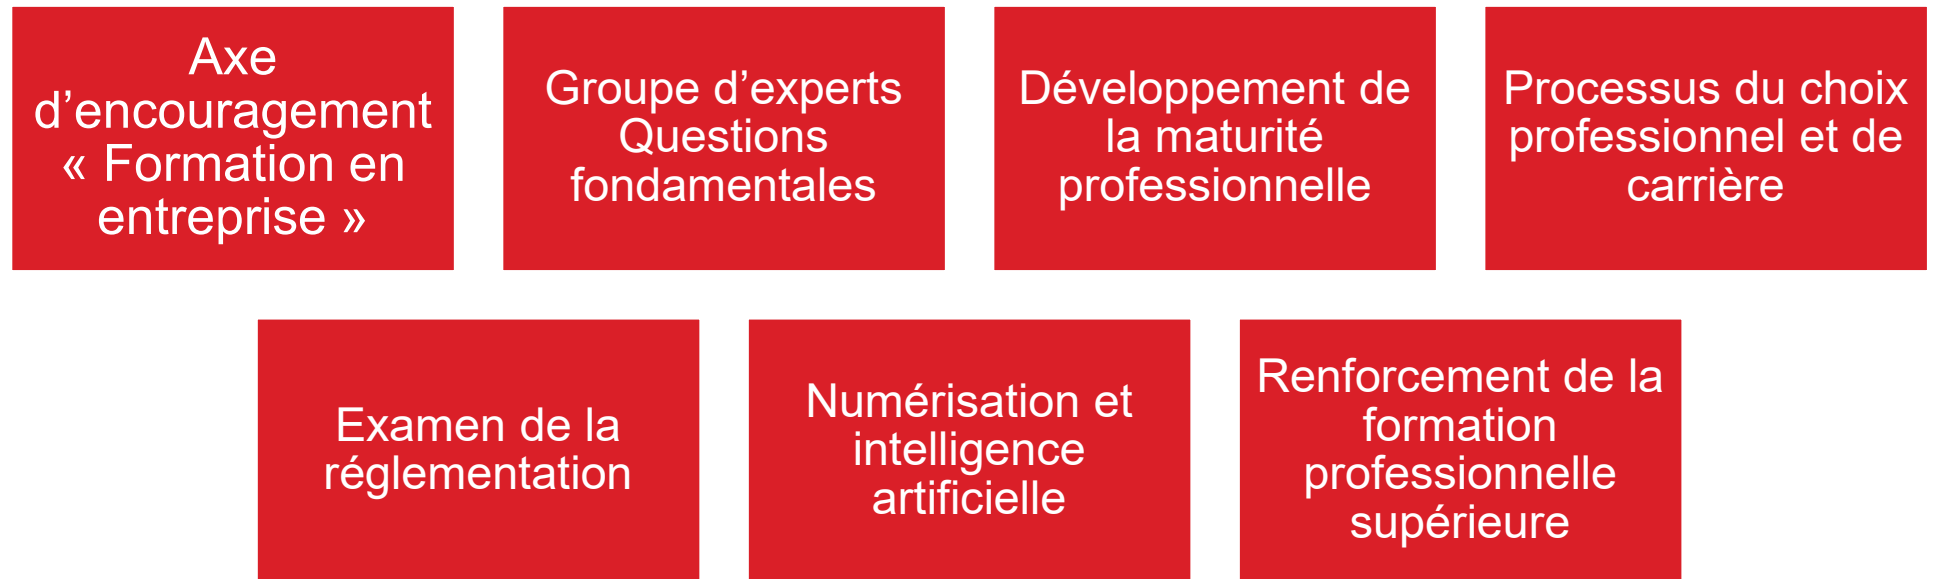 Axe
d’encouragement
« Formation en
entreprise »
Groupe d’experts
Questions
fondamentales
Développement de
la maturité
professionnelle
Processus du choix
professionnel et de
carrière
Examen de la
réglementation
Numérisation et
intelligence
artificielle
Renforcement de la
formation
professionnelle
supérieure